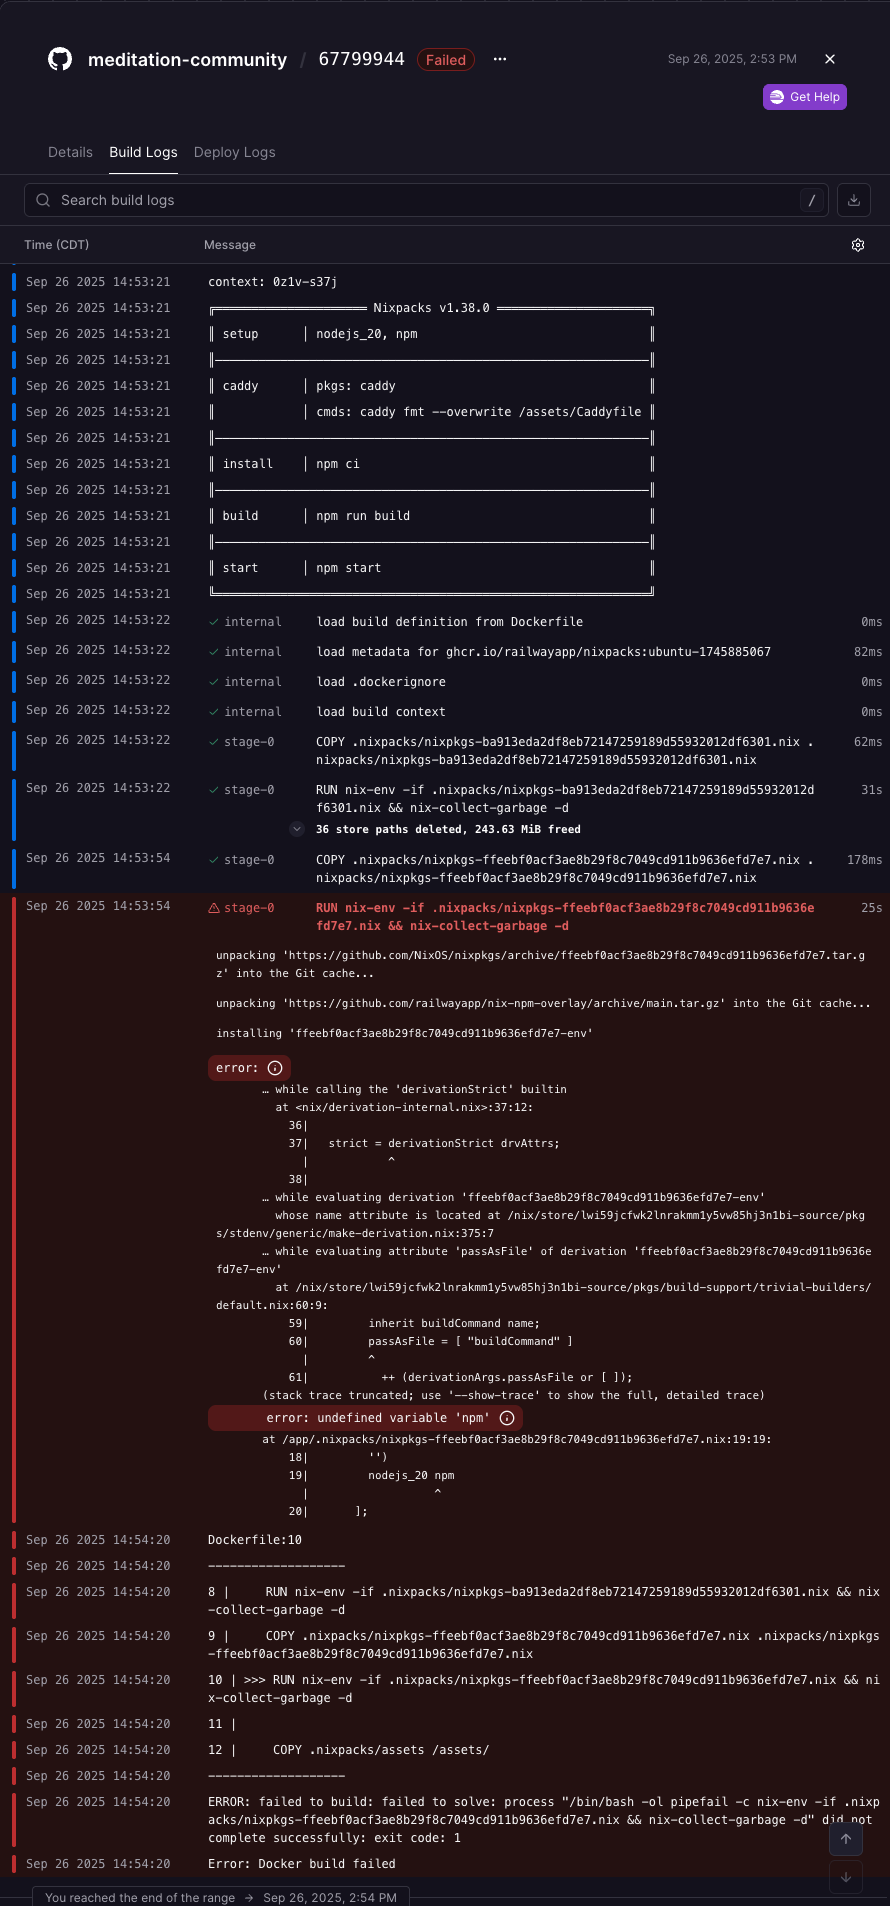 meditation-community / 67799944 Failed ··· Sep 26, 2025, 2:53 PM
Get Help
Details Build Logs Deploy Logs
Search build logs /
Time (CDT) Message
Sep 26 2025 14:53:21 context: 0z1v-s37j
Sep 26 2025 14:53:21 ╔═════════════════════ Nixpacks v1.38.0 ═════════════════════╗
Sep 26 2025 14:53:21 ║ setup │ nodejs_20, npm ║
Sep 26 2025 14:53:21 ║────────────────────────────────────────────────────────────║
Sep 26 2025 14:53:21 ║ caddy │ pkgs: caddy ║
Sep 26 2025 14:53:21 ║ │ cmds: caddy fmt --overwrite /assets/Caddyfile ║
Sep 26 2025 14:53:21 ║────────────────────────────────────────────────────────────║
Sep 26 2025 14:53:21 ║ install │ npm ci ║
Sep 26 2025 14:53:21 ║────────────────────────────────────────────────────────────║
Sep 26 2025 14:53:21 ║ build │ npm run build ║
Sep 26 2025 14:53:21 ║────────────────────────────────────────────────────────────║
Sep 26 2025 14:53:21 ║ start │ npm start ║
Sep 26 2025 14:53:21 ╚════════════════════════════════════════════════════════════╝
Sep 26 2025 14:53:22 internal load build definition from Dockerfile 0ms
Sep 26 2025 14:53:22 internal load metadata for ghcr.io/railwayapp/nixpacks:ubuntu-1745885067 82ms
Sep 26 2025 14:53:22 internal load .dockerignore 0ms
Sep 26 2025 14:53:22 internal load build context 0ms
Sep 26 2025 14:53:22 stage-0 COPY .nixpacks/nixpkgs-ba913eda2df8eb72147259189d55932012df6301.nix . 62ms
nixpacks/nixpkgs-ba913eda2df8eb72147259189d55932012df6301.nix
Sep 26 2025 14:53:22 stage-0 RUN nix-env -if .nixpacks/nixpkgs-ba913eda2df8eb72147259189d55932012d 31s
f6301.nix && nix-collect-garbage -d
36 store paths deleted, 243.63 MiB freed
Sep 26 2025 14:53:54 stage-0 COPY .nixpacks/nixpkgs-ffeebf0acf3ae8b29f8c7049cd911b9636efd7e7.nix . 178ms
nixpacks/nixpkgs-ffeebf0acf3ae8b29f8c7049cd911b9636efd7e7.nix
Sep 26 2025 14:53:54 stage-0 RUN nix-env -if .nixpacks/nixpkgs-ffeebf0acf3ae8b29f8c7049cd911b9636e 25s
fd7e7.nix && nix-collect-garbage -d
unpacking 'https://github.com/NixOS/nixpkgs/archive/ffeebf0acf3ae8b29f8c7049cd911b9636efd7e7.tar.g
z' into the Git cache...
unpacking 'https://github.com/railwayapp/nix-npm-overlay/archive/main.tar.gz' into the Git cache...
installing 'ffeebf0acf3ae8b29f8c7049cd911b9636efd7e7-env'
error:
… while calling the 'derivationStrict' builtin
at <nix/derivation-internal.nix>:37:12:
36|
37| strict = derivationStrict drvAttrs;
| ^
38|
… while evaluating derivation 'ffeebf0acf3ae8b29f8c7049cd911b9636efd7e7-env'
whose name attribute is located at /nix/store/lwi59jcfwk2lnrakmm1y5vw85hj3n1bi-source/pkg
s/stdenv/generic/make-derivation.nix:375:7
… while evaluating attribute 'passAsFile' of derivation 'ffeebf0acf3ae8b29f8c7049cd911b9636e
fd7e7-env'
at /nix/store/lwi59jcfwk2lnrakmm1y5vw85hj3n1bi-source/pkgs/build-support/trivial-builders/
default.nix:60:9:
59| inherit buildCommand name;
60| passAsFile = [ "buildCommand" ]
| ^
61| ++ (derivationArgs.passAsFile or [ ]);
(stack trace truncated; use '--show-trace' to show the full, detailed trace)
error: undefined variable 'npm'
at /app/.nixpacks/nixpkgs-ffeebf0acf3ae8b29f8c7049cd911b9636efd7e7.nix:19:19:
18| '')
19| nodejs_20 npm
| ^
20| ];
Sep 26 2025 14:54:20 Dockerfile:10
Sep 26 2025 14:54:20 -------------------
Sep 26 2025 14:54:20 8 | RUN nix-env -if .nixpacks/nixpkgs-ba913eda2df8eb72147259189d55932012df6301.nix && nix
-collect-garbage -d
Sep 26 2025 14:54:20 9 | COPY .nixpacks/nixpkgs-ffeebf0acf3ae8b29f8c7049cd911b9636efd7e7.nix .nixpacks/nixpkgs
-ffeebf0acf3ae8b29f8c7049cd911b9636efd7e7.nix
Sep 26 2025 14:54:20 10 | >>> RUN nix-env -if .nixpacks/nixpkgs-ffeebf0acf3ae8b29f8c7049cd911b9636efd7e7.nix && ni
x-collect-garbage -d
Sep 26 2025 14:54:20 11 |
Sep 26 2025 14:54:20 12 | COPY .nixpacks/assets /assets/
Sep 26 2025 14:54:20 -------------------
Sep 26 2025 14:54:20 ERROR: failed to build: failed to solve: process "/bin/bash -ol pipefail -c nix-env -if .nixp
acks/nixpkgs-ffeebf0acf3ae8b29f8c7049cd911b9636efd7e7.nix && nix-collect-garbage -d" did not
complete successfully: exit code: 1
Sep 26 2025 14:54:20 Error: Docker build failed
You reached the end of the range → Sep 26, 2025, 2:54 PM